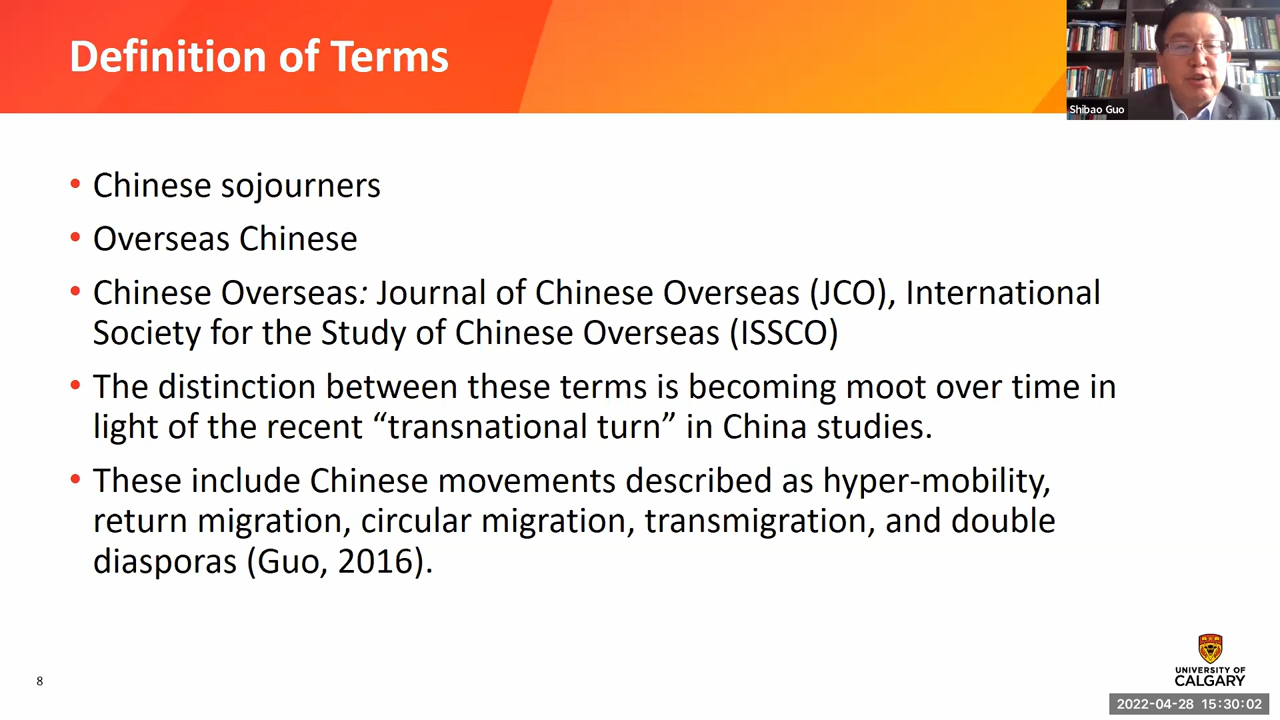 Definition of Terms
Shibao Guo
• Chinese sojourners
• Overseas Chinese
• Chinese Overseas: Journal of Chinese Overseas (JCO), International
Society for the Study of Chinese Overseas (ISSCO)
• The distinction between these terms is becoming moot over time in
light of the recent “transnational turn” in China studies.
• These include Chinese movements described as hyper-mobility,
return migration, circular migration, transmigration, and double
diasporas (Guo, 2016).
8
UNIVERSITY OF
CALGARY
2022-04-28 15:30:02